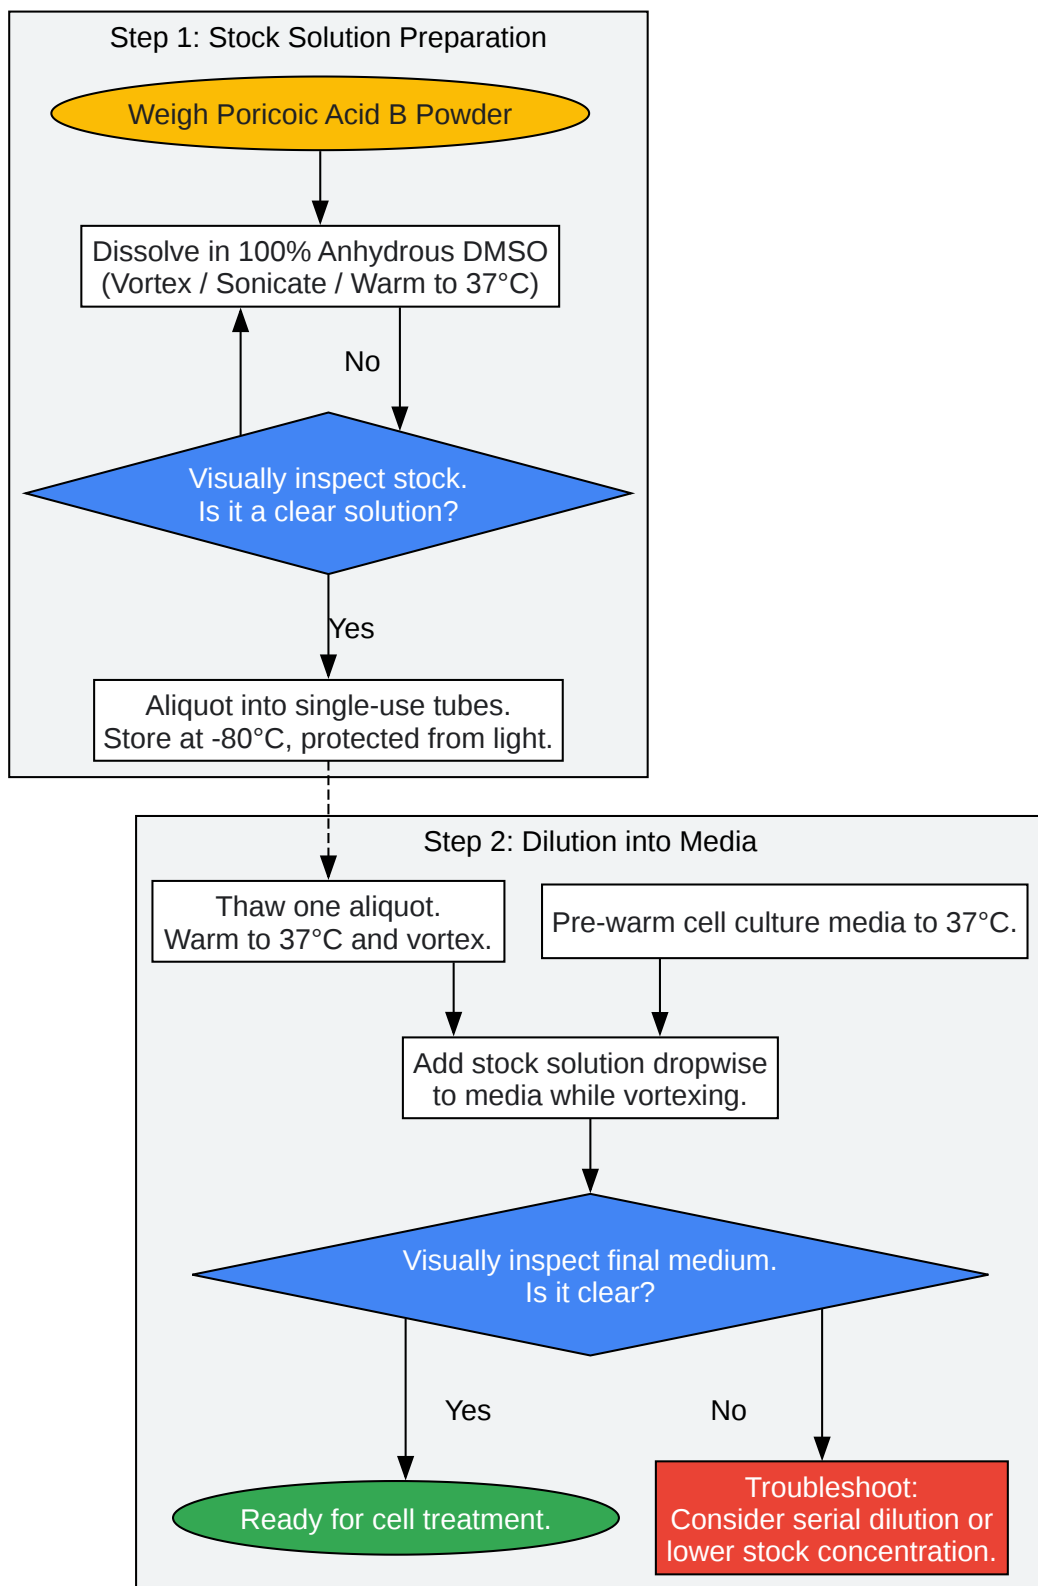 Step 1: Stock Solution Preparation
Weigh Poricoic Acid B Powder
Dissolve in 100% Anhydrous DMSO
(Vortex / Sonicate / Warm to 37°C)
No
Visually inspect stock.
Is it a clear solution?
Yes
Aliquot into single-use tubes.
Store at -80°C, protected from light.
Step 2: Dilution into Media
Thaw one aliquot.
Warm to 37°C and vortex.
Pre-warm cell culture media to 37°C.
Add stock solution dropwise
to media while vortexing.
Visually inspect final medium.
Is it clear?
Yes
No
Ready for cell treatment.
Troubleshoot:
Consider serial dilution or
lower stock concentration.